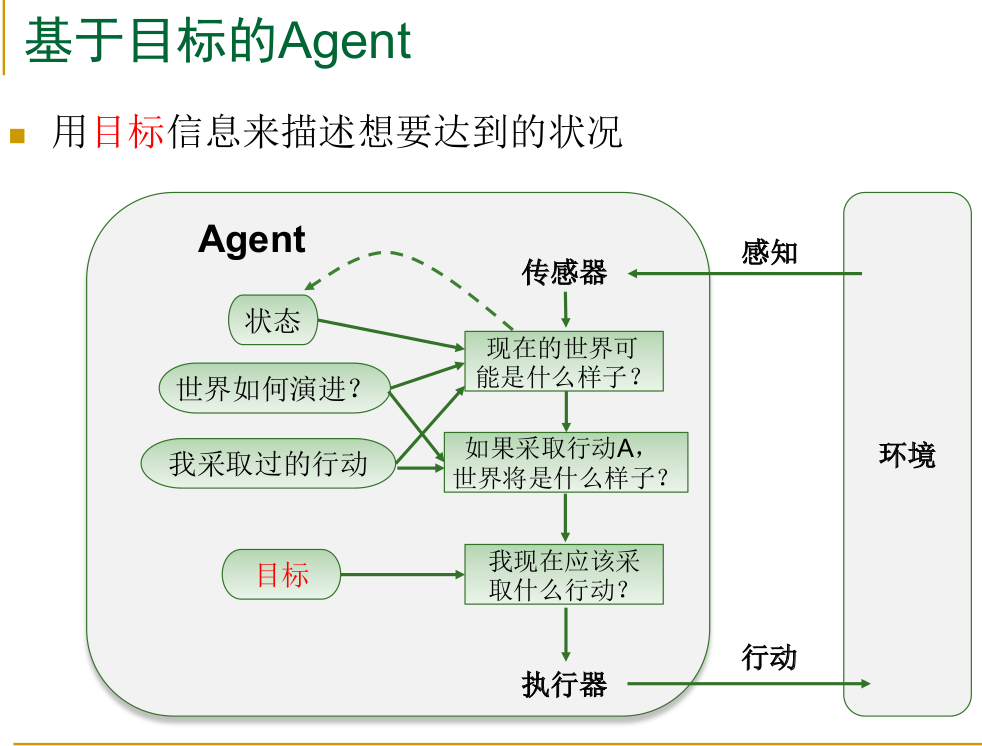 基于目标的Agent
用目标信息来描述想要达到的状况
Agent
感知
传感器
状态
现在的世界可
能是什么样子？
世界如何演进？
如果采取行动A，
世界将是什么样子？
我采取过的行动
环境
目标
我现在应该采
取什么行动？
行动
执行器